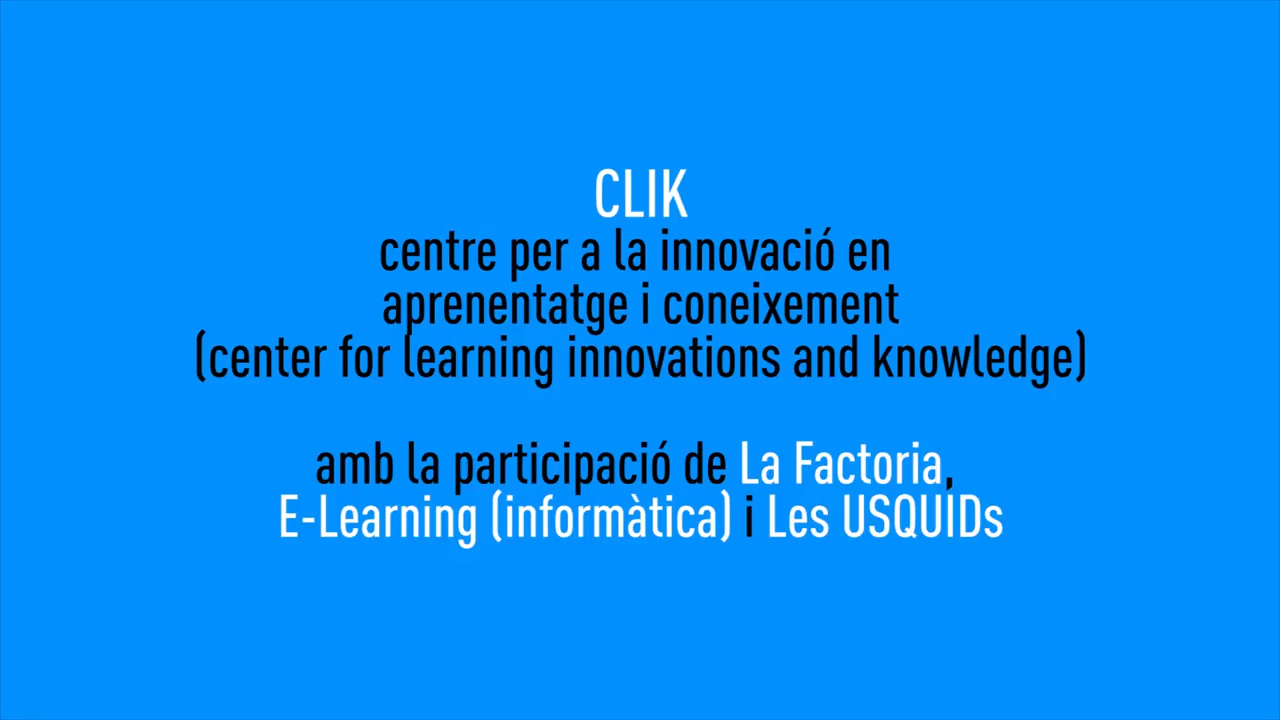 CLIK
centre per a la innovació en
aprenentatge i coneixement
(center for learning innovations and knowledge)
amb la participació de La Factoria,
E-Learning (informàtica) i Les USQUIDs